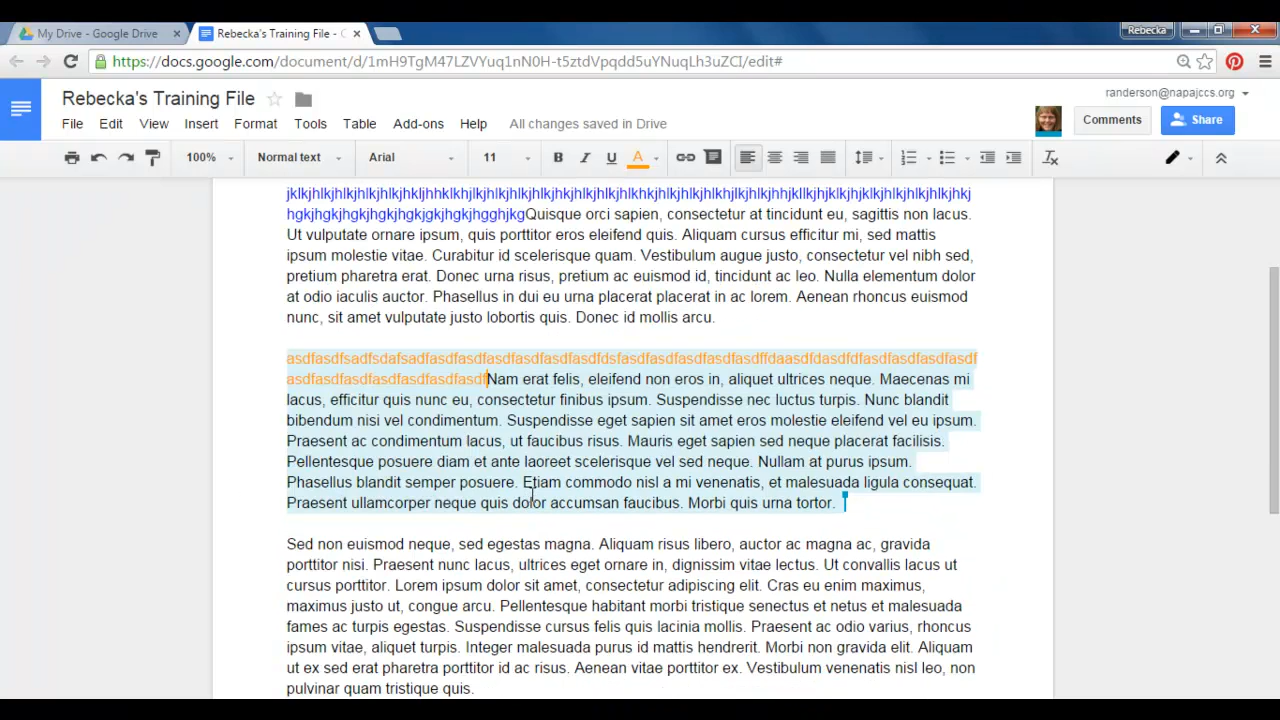 My Drive - Google Drive
Rebecka's Training File - G
Rebecka
https://docs.google.com/document/d/1mH9TgM47LZVYuq1nN0H-t5ztdVpqdd5uYNuqLh3uZCI/edit#
Rebecka's Training File
randerson@napajccs.org
File Edit View Insert Format Tools Table Add-ons Help All changes saved in Drive
Comments Share
100% Normal text Arial 11 B I U A
hgkjhgkjhgkjhgkjhgkjgkjhgkjhgghjkgQuisque orci sapien, consectetur at tincidunt eu, sagittis non lacus.
Ut vulputate ornare ipsum, quis porttitor eros eleifend quis. Aliquam cursus efficitur mi, sed mattis
ipsum molestie vitae. Curabitur id scelerisque quam. Vestibulum augue justo, consectetur vel nibh sed,
pretium pharetra erat. Donec urna risus, pretium ac euismod id, tincidunt ac leo. Nulla elementum dolor
at odio iaculis auctor. Phasellus in dui eu urna placerat placerat in ac lorem. Aenean rhoncus euismod
nunc, sit amet vulputate justo lobortis quis. Donec id mollis arcu.
asdfasdfasdfasdfasdfasdfasdfNam erat felis, eleifend non eros in, aliquet ultrices neque. Maecenas mi
lacus, efficitur quis nunc eu, consectetur finibus ipsum. Suspendisse nec luctus turpis. Nunc blandit
bibendum nisi vel condimentum. Suspendisse eget sapien sit amet eros molestie eleifend vel eu ipsum.
Praesent ac condimentum lacus, ut faucibus risus. Mauris eget sapien sed neque placerat facilisis.
Pellentesque posuere diam et ante laoreet scelerisque vel sed neque. Nullam at purus ipsum.
Phasellus blandit semper posuere. Etiam commodo nisl a mi venenatis, et malesuada ligula consequat.
Praesent ullamcorper neque quis dolor accumsan faucibus. Morbi quis urna tortor.
Sed non euismod neque, sed egestas magna. Aliquam risus libero, auctor ac magna ac, gravida
porttitor nisi. Praesent nunc lacus, ultrices eget ornare in, dignissim vitae lectus. Ut convallis lacus ut
cursus porttitor. Lorem ipsum dolor sit amet, consectetur adipiscing elit. Cras eu enim maximus,
maximus justo ut, congue arcu. Pellentesque habitant morbi tristique senectus et netus et malesuada
fames ac turpis egestas. Suspendisse cursus felis quis lacinia mollis. Praesent ac odio varius, rhoncus
ipsum vitae, aliquet turpis. Integer malesuada purus id mattis hendrerit. Morbi non gravida elit. Aliquam
ut ex sed erat pharetra porttitor id ac risus. Aenean vitae porttitor ex. Vestibulum venenatis nisl leo, non
pulvinar quam tristique quis.